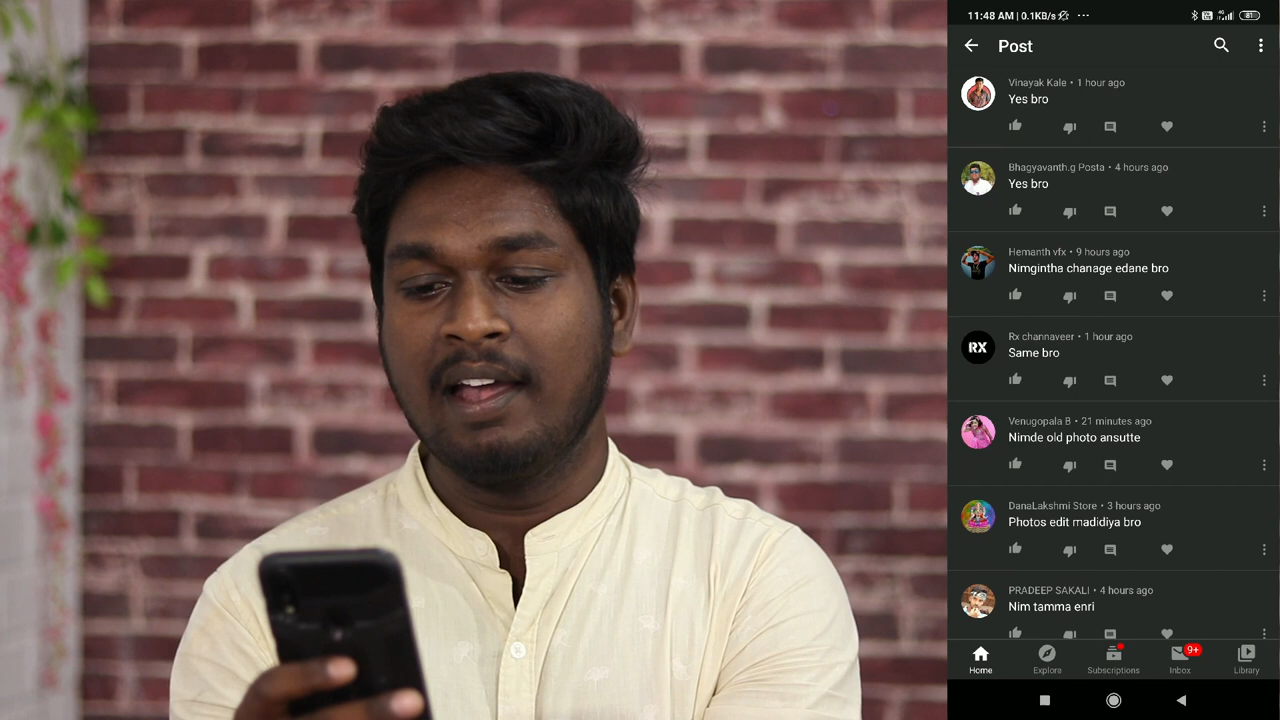 11:48 AM | 0.1KB/s
4G
81
Post
Vinayak Kale • 1 hour ago
Yes bro
Bhagyavanth.g Posta • 4 hours ago
Yes bro
Hemanth vfx • 9 hours ago
Nimgintha chanage edane bro
RX
Rx channaveer • 1 hour ago
Same bro
Venugopala B • 21 minutes ago
Nimde old photo ansutte
DanaLakshmi Store • 3 hours ago
Photos edit madidiya bro
PRADEEP SAKALI • 4 hours ago
Nim tamma enri
9+
Home
Explore
Subscriptions
Inbox
Library